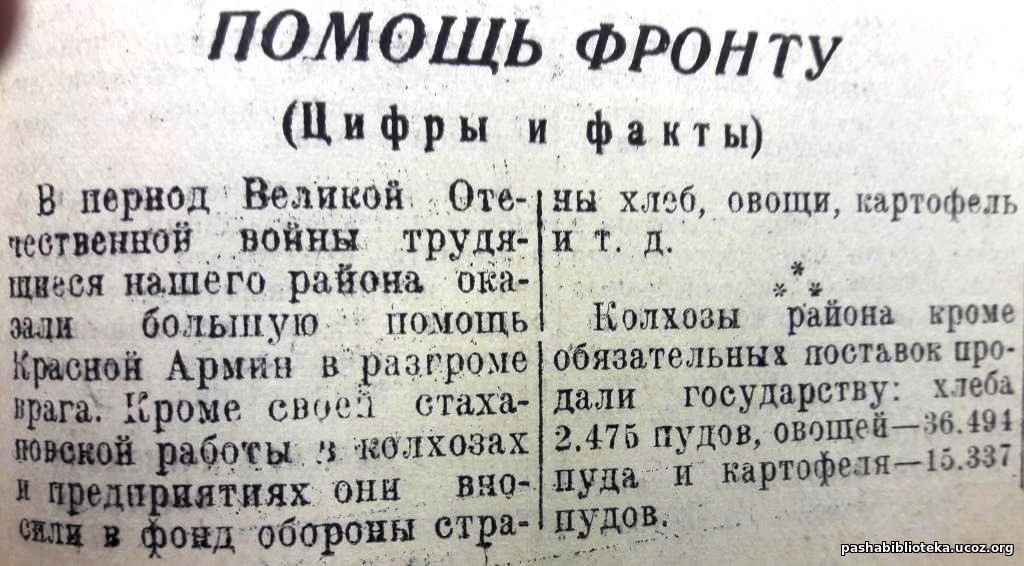 ПОМОЩЬ ФРОНТУ
(Цифры и факты)
В период Великой Оте-
чественной войны трудя-
щиеся нашего района ока-
зали большую помощь
Красной Армии в разгроме
врага. Кроме своей стаха-
новской работы в колхозах
и предприятиях они вно-
сили в фонд обороны стра-
ны хлеб, овощи, картофель
и т. д.
*
* *
Колхозы района кроме
обязательных поставок про-
дали государству: хлеба
2.475 пудов, овощей—36.494
пуда и картофеля—15.337
пудов.
pashabiblioteka.ucoz.org